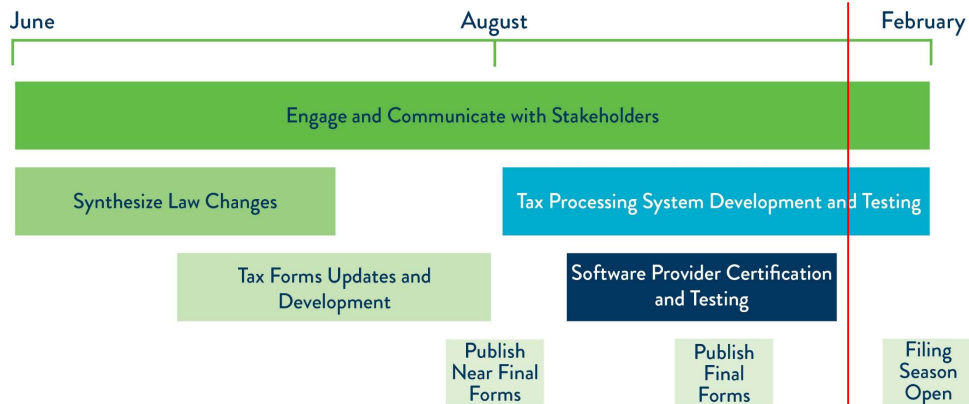 June
August
February
Engage and Communicate with Stakeholders
Synthesize Law Changes
Tax Processing System Development and Testing
Tax Forms Updates and
Development
Software Provider Certification
and Testing
Publish
Near Final
Forms
Publish
Final
Forms
Filing
Season
Open